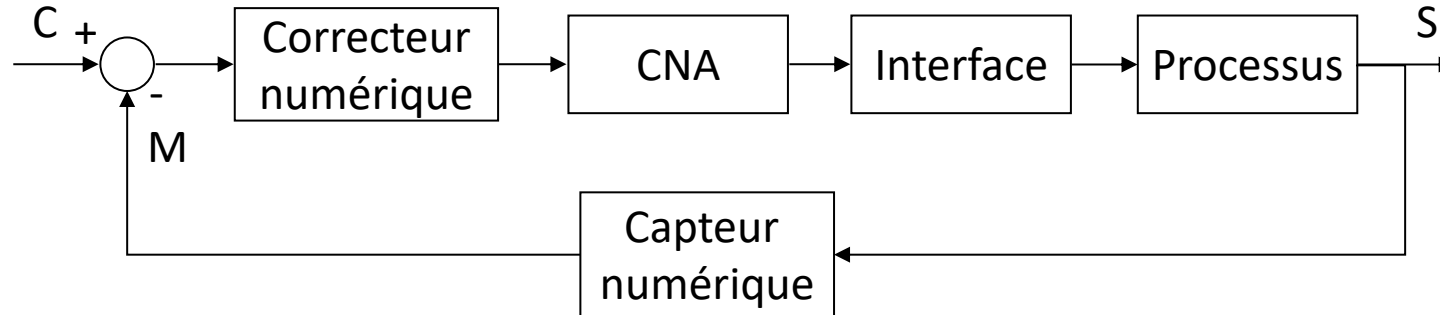 C + S
Correcteur
numérique
CNA
Interface
Processus
-
M
Capteur
numérique